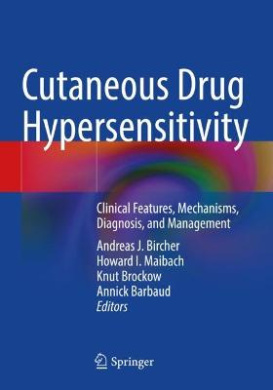 Cutaneous Drug
Hypersensitivity
Clinical Features, Mechanisms,
Diagnosis, and Management
Andreas J. Bircher
Howard I. Maibach
Knut Brockow
Annick Barbaud
Editors
Springer